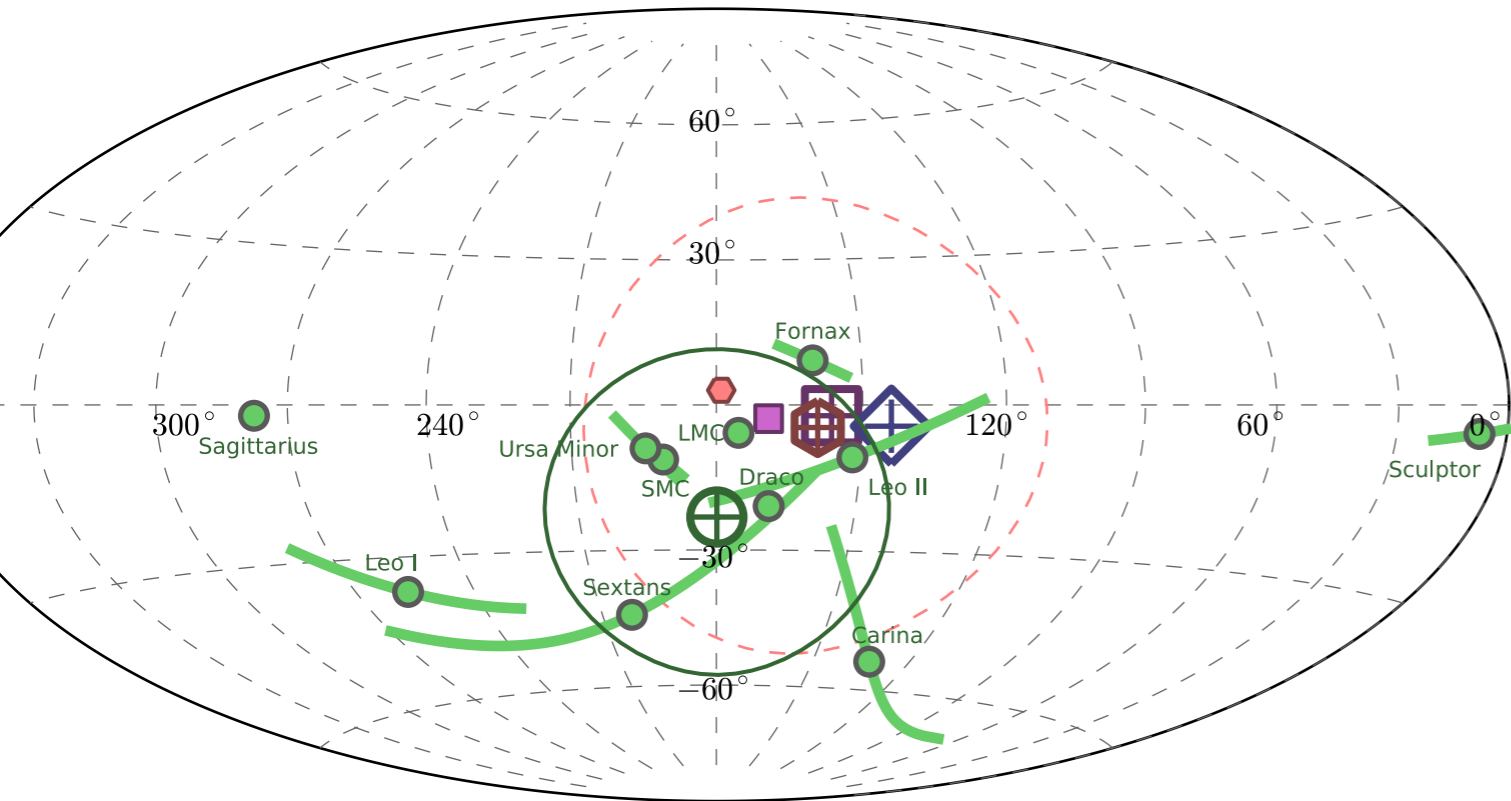 60°
30°
Fornax
300° 240° 120° 60° 0°
Sagittarius
LMC
Ursa Minor
Sculptor
Draco
SMC
Leo II
−30°
Leo I
Sextans
Carina
−60°